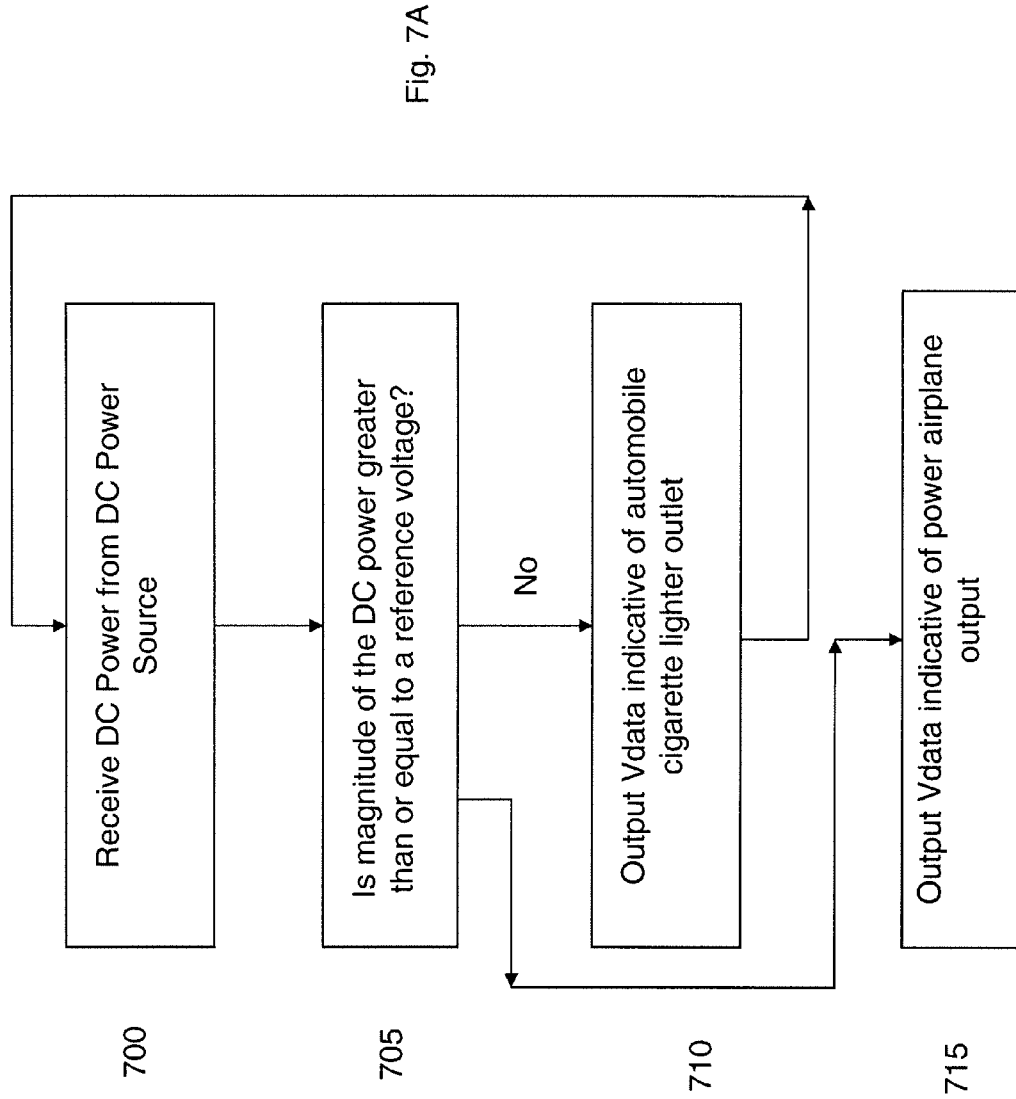 700
Receive DC Power from DC Power
Source
705
Is magnitude of the DC power greater
than or equal to a reference voltage?
No
710
Output Vdata indicative of automobile
cigarette lighter outlet
715
Output Vdata indicative of power airplane
output
Fig. 7A